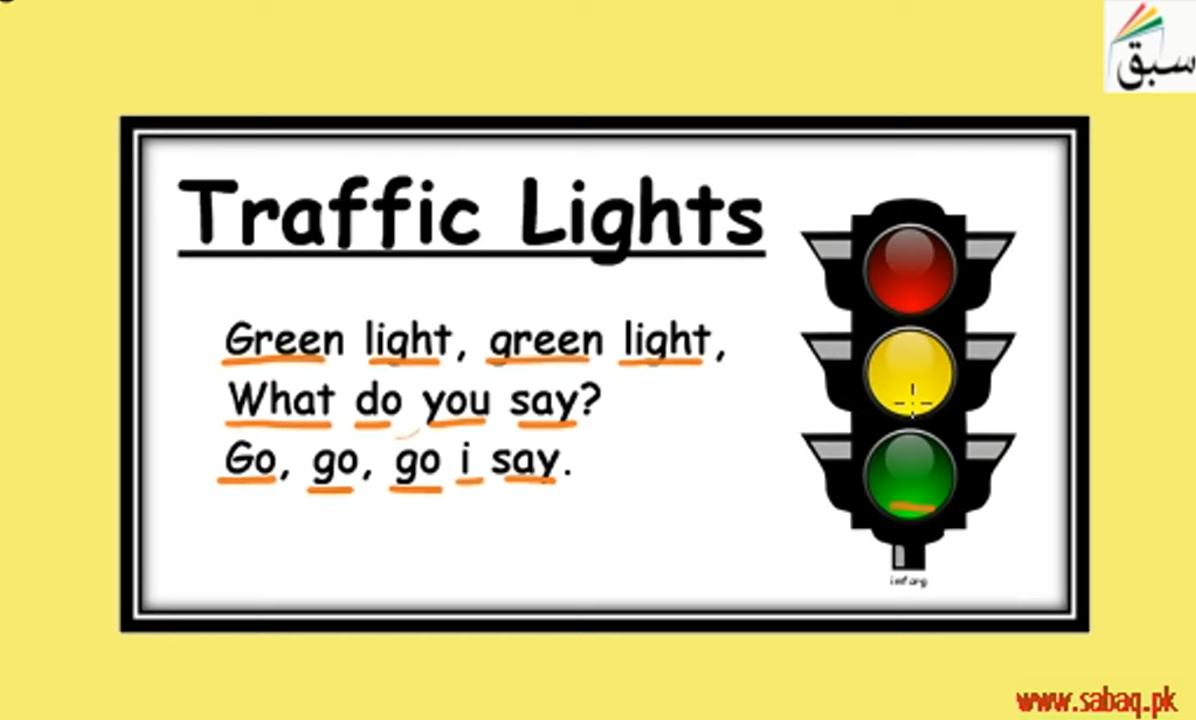 سبق
Traffic Lights
Green light, green light,
What do you say?
Go, go, go i say.
www.sabaq.pk